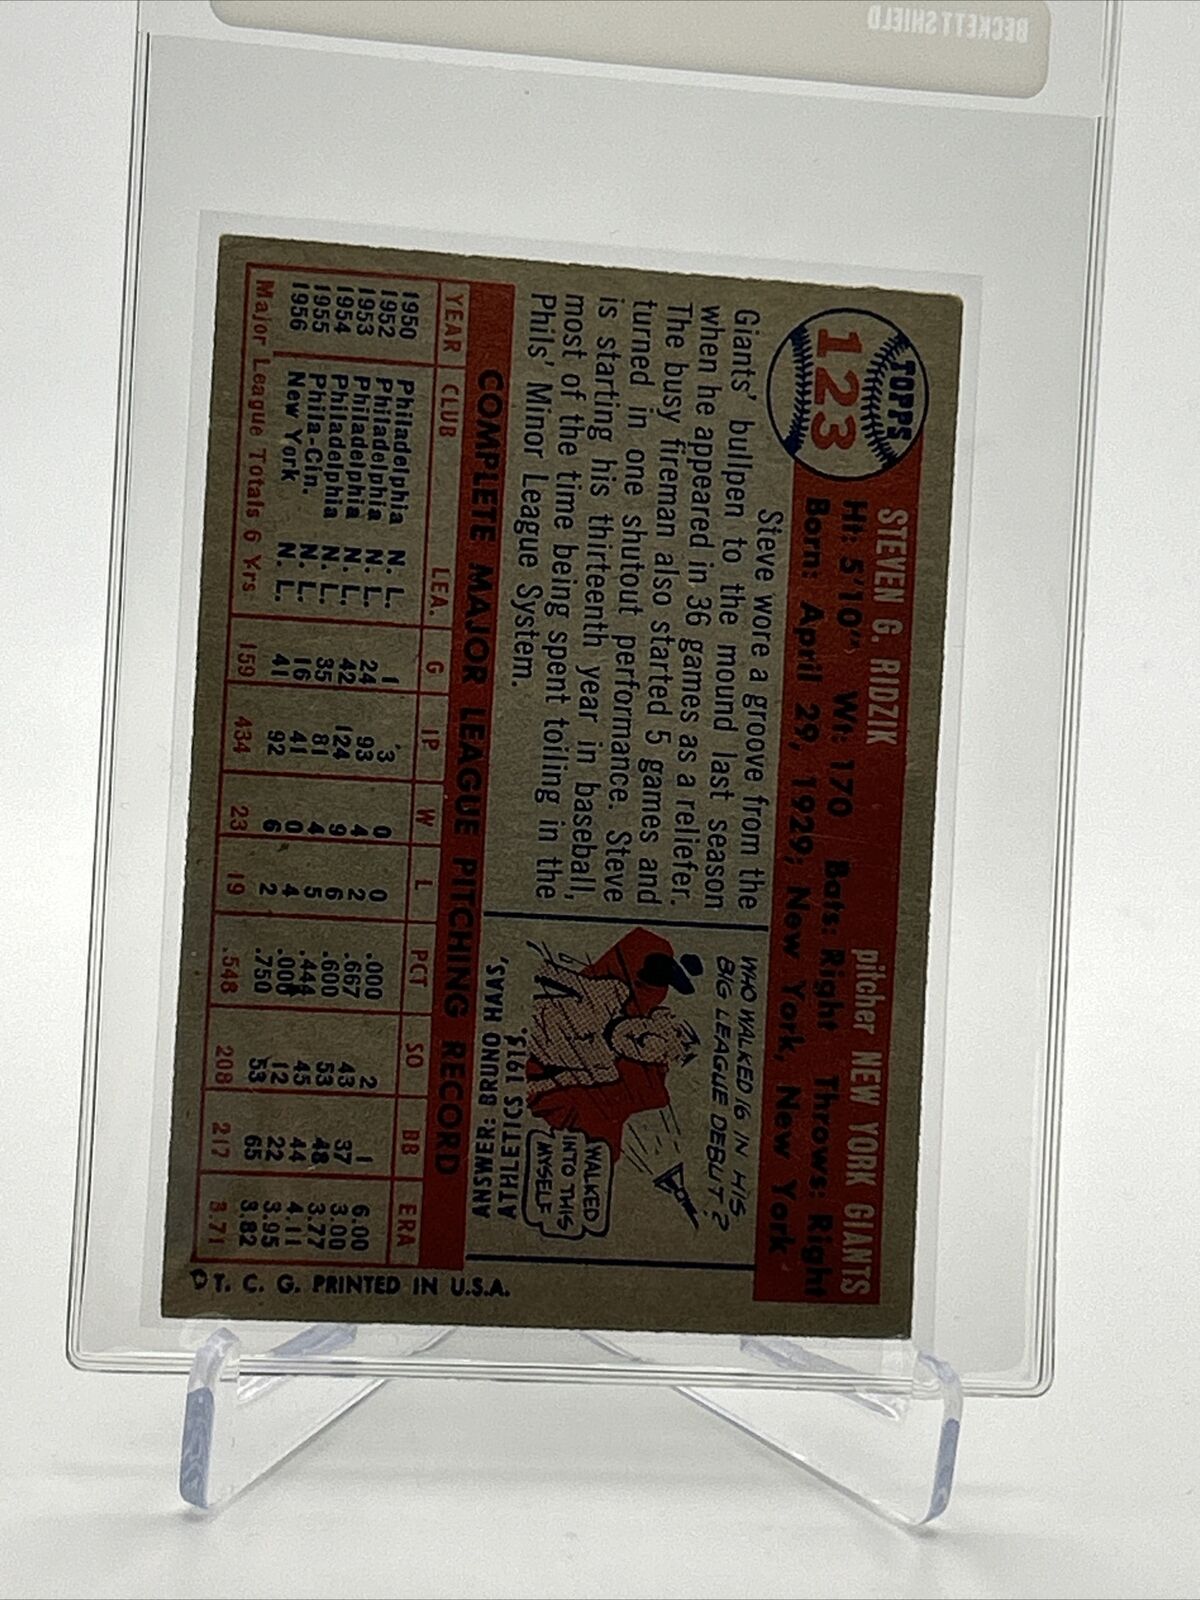 BECKETT SHIELD
TOPPS
123
STEVEN G. RIDZIK pitcher NEW YORK GIANTS
Ht: 5'10" Wt: 170 Bats: Right Throws: Right
Born: April 29, 1929; New York, New York
Steve wore a groove from the
Giants' bullpen to the mound last season
when he appeared in 36 games as a reliefer.
The busy fireman also started 5 games and
turned in one shutout performance. Steve
is starting his thirteenth year in baseball,
most of the time being spent toiling in the
Phils' Minor League System.
WHO WALKED 16 IN HIS
BIG LEAGUE DEBUT?
I WALKED
INTO THIS
MYSELF
ANSWER: BRUNO HAAS,
ATHLETICS 1915.
COMPLETE MAJOR LEAGUE PITCHING RECORD
YEAR CLUB LEA. G IP W L PCT SO BB ERA
1950 Philadelphia N. L. 1 3 0 0 .000 2 1 6.00
1952 Philadelphia N. L. 24 93 4 2 .667 43 37 3.00
1953 Philadelphia N. L. 42 124 9 6 .600 53 48 3.77
1954 Philadelphia N. L. 35 81 4 5 .444 45 44 4.11
1955 Phila-Cin. N. L. 16 41 0 4 .000 12 22 3.95
1956 New York N. L. 41 92 6 2 .750 53 65 3.82
Major League Totals 6 Yrs 159 434 23 19 .548 208 217 3.71
©T. C. G. PRINTED IN U.S.A.